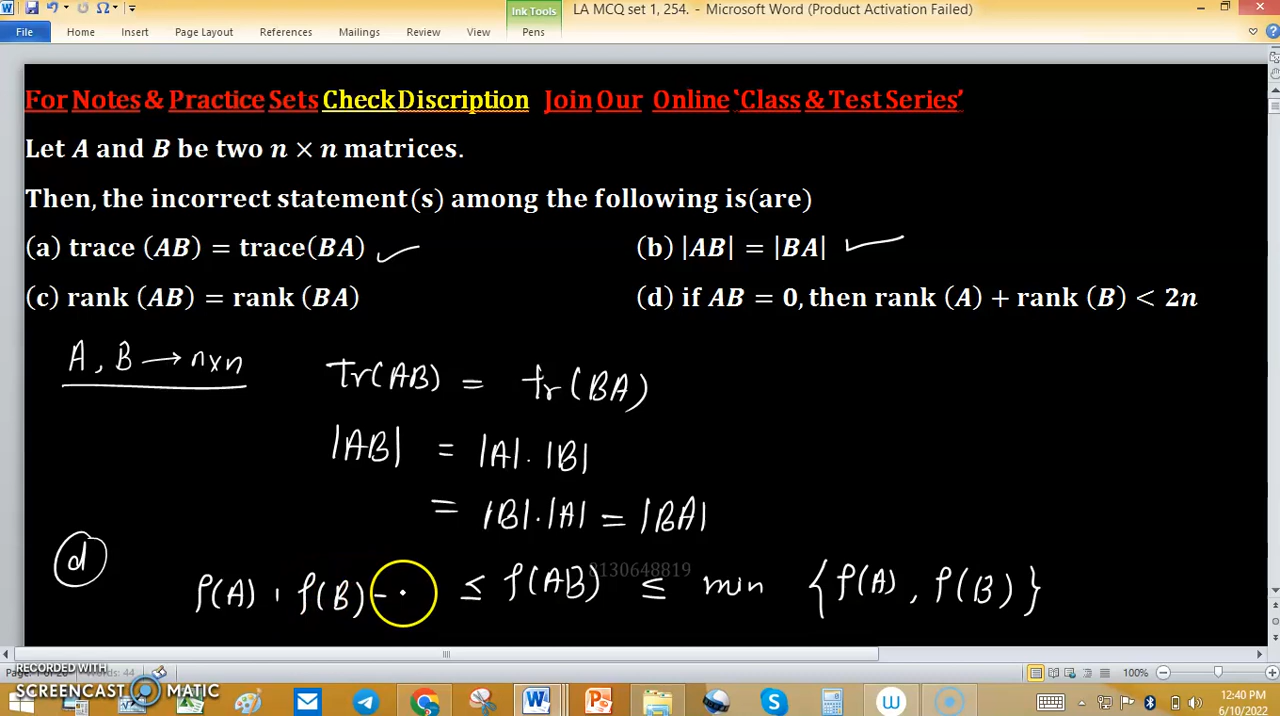 Ink Tools
LA MCQ set 1, 254. - Microsoft Word (Product Activation Failed)
File Home Insert Page Layout References Mailings Review View Pens
For Notes & Practice Sets Check Discription Join Our Online `Class & Test Series'
Let A and B be two n × n matrices.
Then, the incorrect statement(s) among the following is(are)
(a) trace (AB) = trace(BA) ✓ (b) |AB| = |BA| ✓
(c) rank (AB) = rank (BA) (d) if AB = 0, then rank (A) + rank (B) < 2n
A, B → n×n tr(AB) = tr(BA)
|AB| = |A|. |B|
= |B|.|A| = |BA|
8130648819
d ρ(A) + ρ(B) - ≤ ρ(AB) ≤ min {ρ(A), ρ(B)}
Words: 44 100%
RECORDED WITH
SCREENCAST MATIC
12:40 PM
6/10/2022